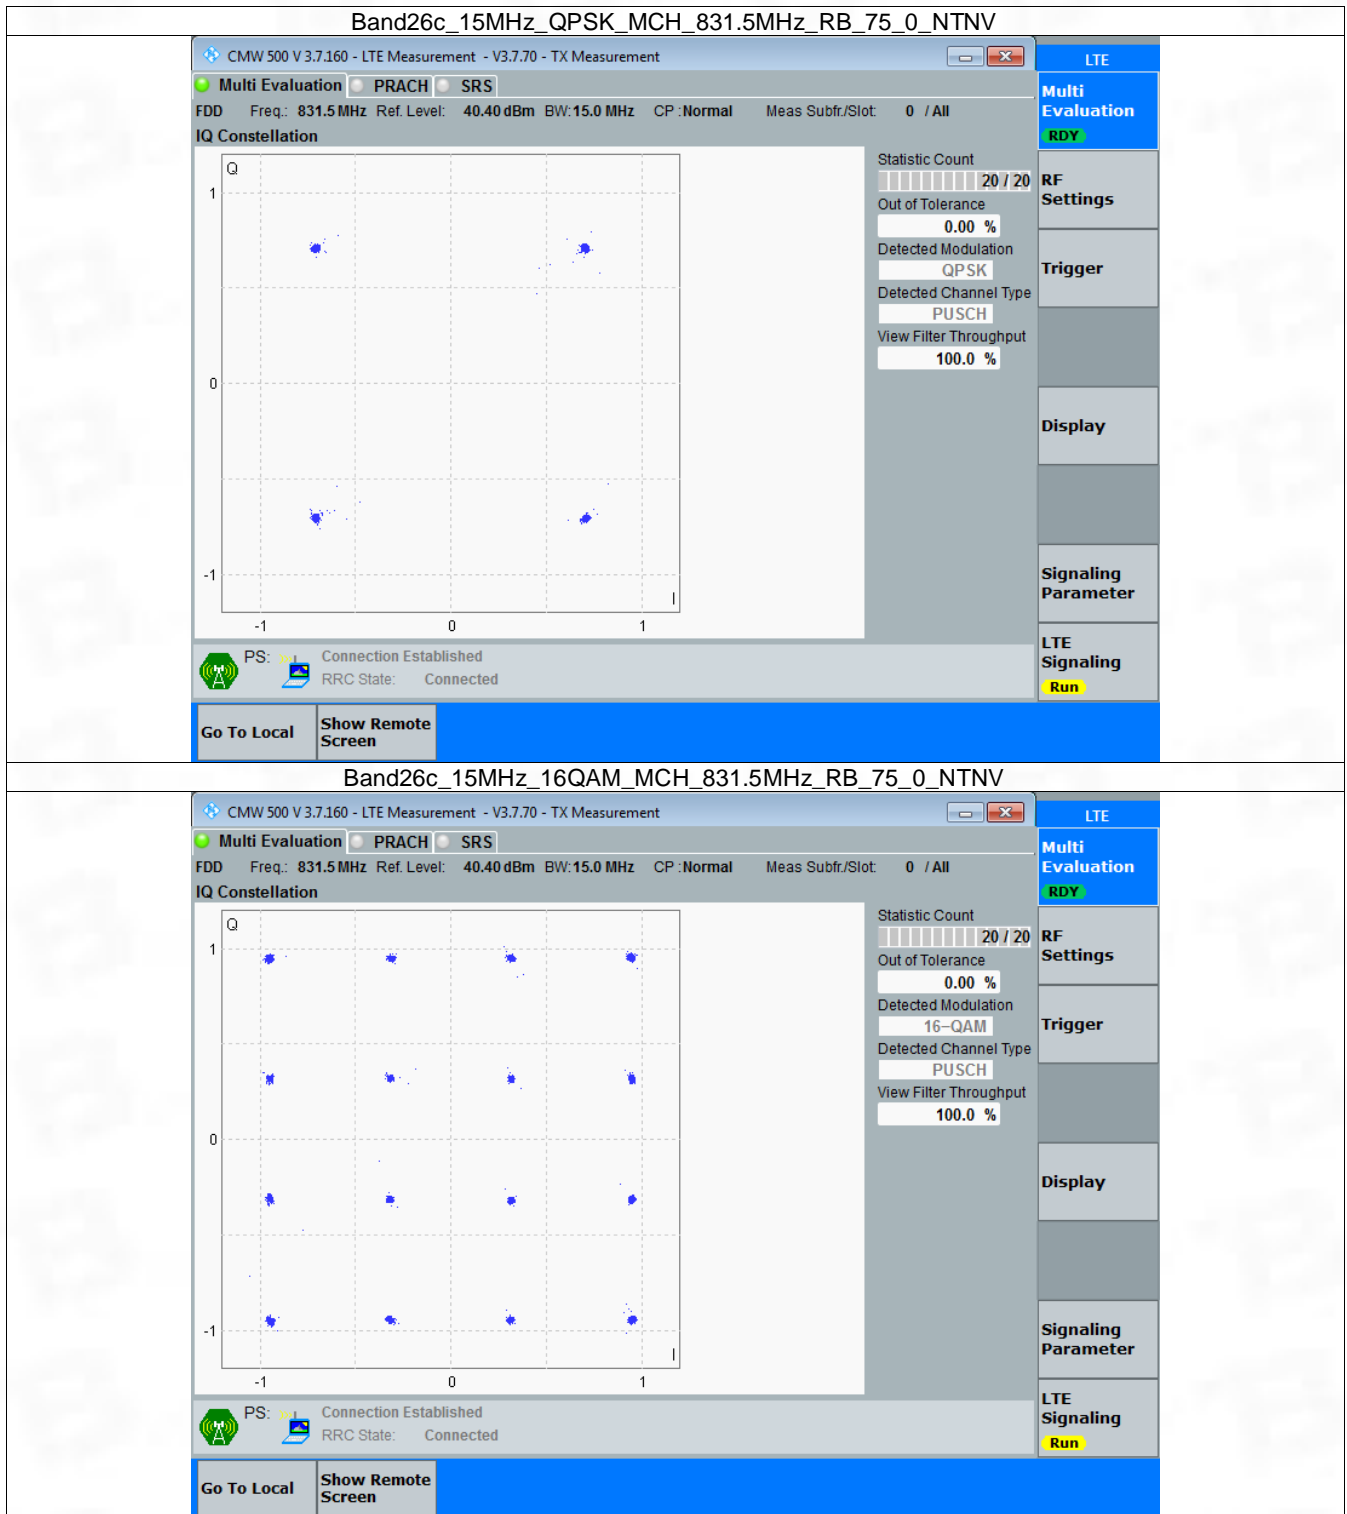 Band26c_15MHz_QPSK_MCH_831.5MHz_RB_75_0_NTNV
CMW 500 V 3.7.160 - LTE Measurement - V3.7.70 - TX Measurement
LTE
Multi Evaluation PRACH SRS
FDD Freq.: 831.5 MHz Ref. Level: 40.40 dBm BW: 15.0 MHz CP : Normal Meas Subfr./Slot: 0 / All
IQ Constellation
Q
1
0
-1
-1 0 1
I
Statistic Count
20 / 20
Out of Tolerance
0.00 %
Detected Modulation
QPSK
Detected Channel Type
PUSCH
View Filter Throughput
100.0 %
Multi
Evaluation
RDY
RF
Settings
Trigger
Display
Signaling
Parameter
LTE
Signaling
Run
PS: Connection Established
RRC State: Connected
Go To Local
Show Remote
Screen
Band26c_15MHz_16QAM_MCH_831.5MHz_RB_75_0_NTNV
CMW 500 V 3.7.160 - LTE Measurement - V3.7.70 - TX Measurement
LTE
Multi Evaluation PRACH SRS
FDD Freq.: 831.5 MHz Ref. Level: 40.40 dBm BW: 15.0 MHz CP : Normal Meas Subfr./Slot: 0 / All
IQ Constellation
Q
1
0
-1
-1 0 1
I
Statistic Count
20 / 20
Out of Tolerance
0.00 %
Detected Modulation
16-QAM
Detected Channel Type
PUSCH
View Filter Throughput
100.0 %
Multi
Evaluation
RDY
RF
Settings
Trigger
Display
Signaling
Parameter
LTE
Signaling
Run
PS: Connection Established
RRC State: Connected
Go To Local
Show Remote
Screen